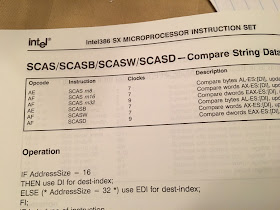 intel
Intel386 SX MICROPROCESSOR INSTRUCTION SET
SCAS/SCASB/SCASW/SCASD — Compare String Data
Opcode Instruction Clocks Description
AE SCAS m8 7 Compare bytes AL-ES:[DI], upd
AF SCAS m16 7 Compare words AX-ES:[DI], upda
AF SCAS m32 9 Compare dwords EAX-ES:[DI], up
AE SCASB 7 Compare bytes AL-ES:[DI], upda
AF SCASW 7 Compare words AX-ES:[DI], update
AF SCASD 9 Compare dwords EAX-ES:[DI], upda
Operation
IF AddressSize = 16
THEN use DI for dest-index;
ELSE (* AddressSize = 32 *) use EDI for dest-index;
FI;